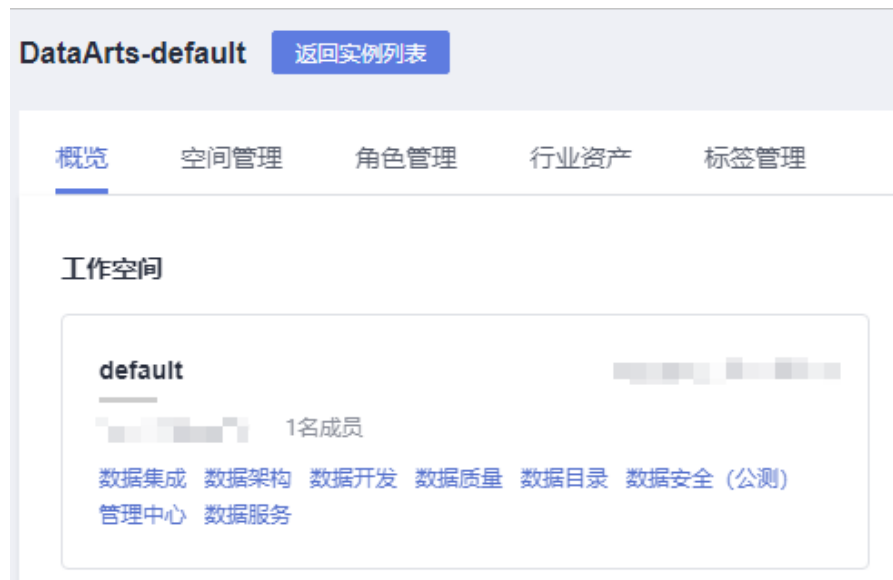 DataArts-default 返回实例列表
概览 空间管理 角色管理 行业资产 标签管理
工作空间
default
1名成员
数据集成 数据架构 数据开发 数据质量 数据目录 数据安全（公测）
管理中心 数据服务